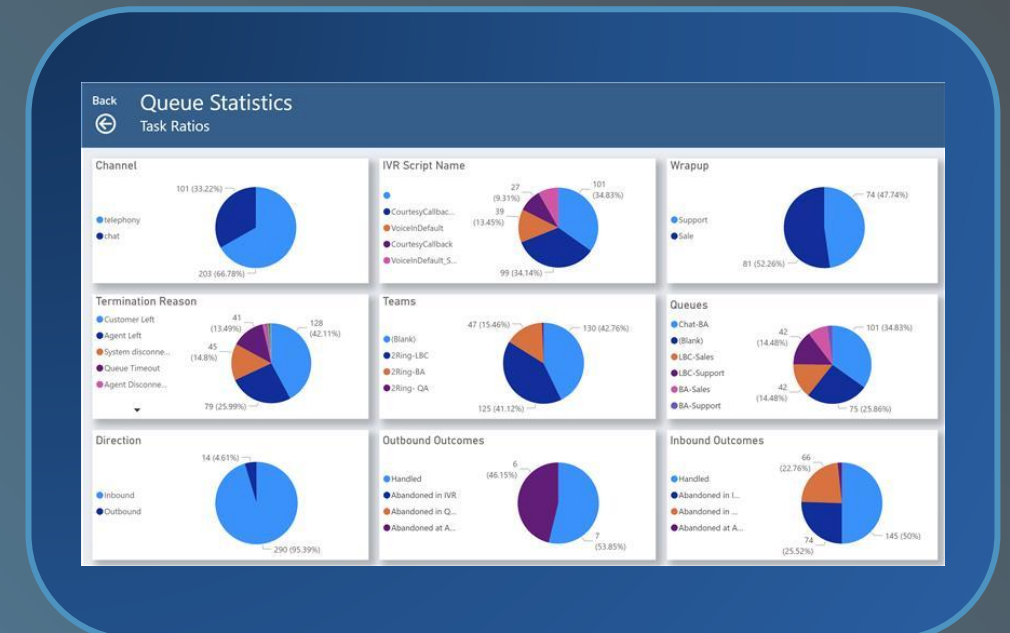 Back
Queue Statistics
Task Ratios
Channel
101 (33.22%)
telephony
chat
203 (66.78%)
IVR Script Name
27
(9.31%)
101
(34.83%)
39
(13.45%)
CourtesyCallbac...
VoiceInDefault
CourtesyCallback
VoiceInDefault_S...
99 (34.14%)
Wrapup
74 (47.74%)
Support
Sale
81 (52.26%)
Termination Reason
Customer Left
Agent Left
System disconne...
Queue Timeout
Agent Disconne...
41
(13.49%)
128
(42.11%)
45
(14.8%)
79 (25.99%)
Teams
47 (15.46%)
130 (42.76%)
(Blank)
2Ring-LBC
2Ring-BA
2Ring- QA
125 (41.12%)
Queues
Chat-BA
(Blank)
LBC-Sales
LBC-Support
BA-Sales
BA-Support
42
(14.48%)
101 (34.83%)
42
(14.48%)
75 (25.86%)
Direction
14 (4.61%)
Inbound
Outbound
290 (95.39%)
Outbound Outcomes
6
(46.15%)
Handled
Abandoned in IVR
Abandoned in Q...
Abandoned at A...
7
(53.85%)
Inbound Outcomes
66
(22.76%)
Handled
Abandoned in I...
Abandoned in ...
Abandoned at A...
74
(25.52%)
145 (50%)